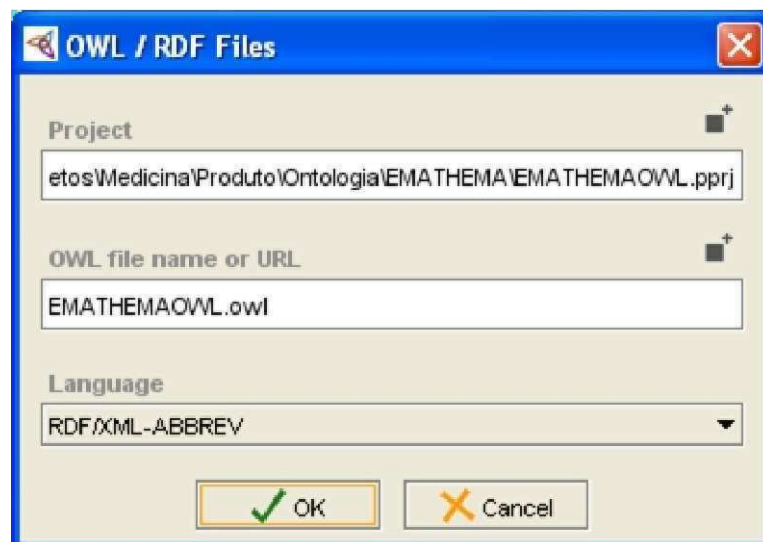 OWL / RDF Files
Project
etos\Medicina\Produto\Ontologia\EMATHEMA\EMATHEMAOWL.pprj
OWL file name or URL
EMATHEMAOWL.owl
Language
RDF/XML-ABBREV
OK Cancel